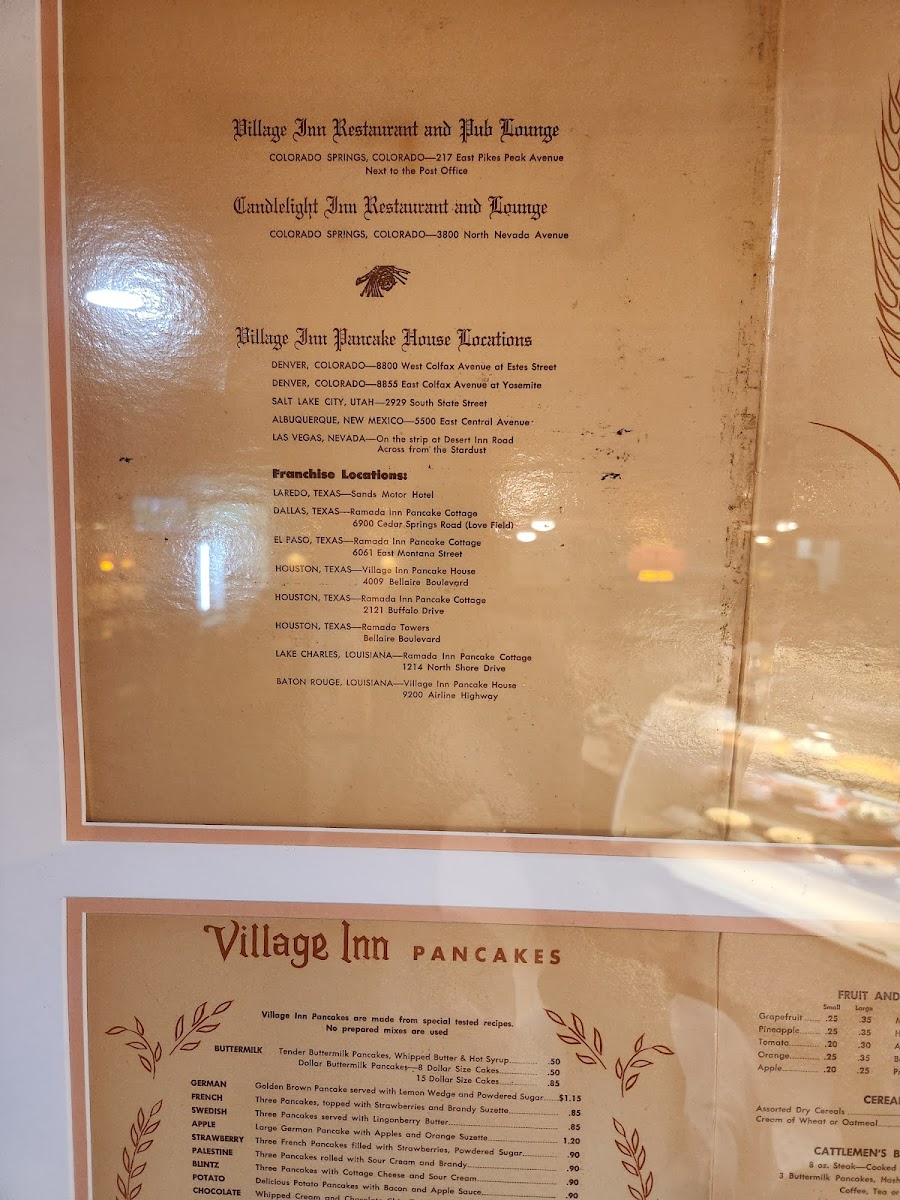 Village Inn Restaurant and Pub Lounge
COLORADO SPRINGS, COLORADO—217 East Pikes Peak Avenue
Next to the Post Office
Candlelight Inn Restaurant and Lounge
COLORADO SPRINGS, COLORADO—3800 North Nevada Avenue
Village Inn Pancake House Locations
DENVER, COLORADO—8800 West Colfax Avenue at Estes Street
DENVER, COLORADO—8855 East Colfax Avenue at Yosemite
SALT LAKE CITY, UTAH—2929 South State Street
ALBUQUERQUE, NEW MEXICO—5500 East Central Avenue
LAS VEGAS, NEVADA—On the strip at Desert Inn Road
Across from the Stardust
Franchise Locations:
LAREDO, TEXAS—Sands Motor Hotel
DALLAS, TEXAS—Ramada Inn Pancake Cottage
6900 Cedar Springs Road (Love Field)
EL PASO, TEXAS—Ramada Inn Pancake Cottage
6061 East Montana Street
HOUSTON, TEXAS—Village Inn Pancake House
4009 Bellaire Boulevard
HOUSTON, TEXAS—Ramada Inn Pancake Cottage
2121 Buffalo Drive
HOUSTON, TEXAS—Ramada Towers
Bellaire Boulevard
LAKE CHARLES, LOUISIANA—Ramada Inn Pancake Cottage
1214 North Shore Drive
BATON ROUGE, LOUISIANA—Village Inn Pancake House
9200 Airline Highway
Village Inn PANCAKES
Village Inn Pancakes are made from special tested recipes.
No prepared mixes are used
BUTTERMILK Tender Buttermilk Pancakes, Whipped Butter & Hot Syrup .50
Dollar Buttermilk Pancakes—8 Dollar Size Cakes .50
15 Dollar Size Cakes .85
GERMAN Golden Brown Pancake served with Lemon Wedge and Powdered Sugar $1.15
FRENCH Three Pancakes, topped with Strawberries and Brandy Suzette .85
SWEDISH Three Pancakes served with Lingonberry Butter .85
APPLE Large German Pancake with Apples and Orange Suzette 1.20
STRAWBERRY Three French Pancakes filled with Strawberries, Powdered Sugar .90
PALESTINE Three Pancakes rolled with Sour Cream and Brandy .90
BLINTZ Three Pancakes with Cottage Cheese and Sour Cream .90
POTATO Delicious Potato Pancakes with Bacon and Apple Sauce .90
CHOCOLATE Whipped Cream and Chocolate
FRUIT AND
Small Large
Grapefruit .25 .35
Pineapple .25 .35
Tomato .20 .30
Orange .25 .35
Apple .20 .25
Assorted Dry Cereals
Cream of Wheat or Oatmeal
CATTLEMEN'S
8 oz. Steak—Cooked
3 Buttermilk Pancakes,
Coffee, Tea